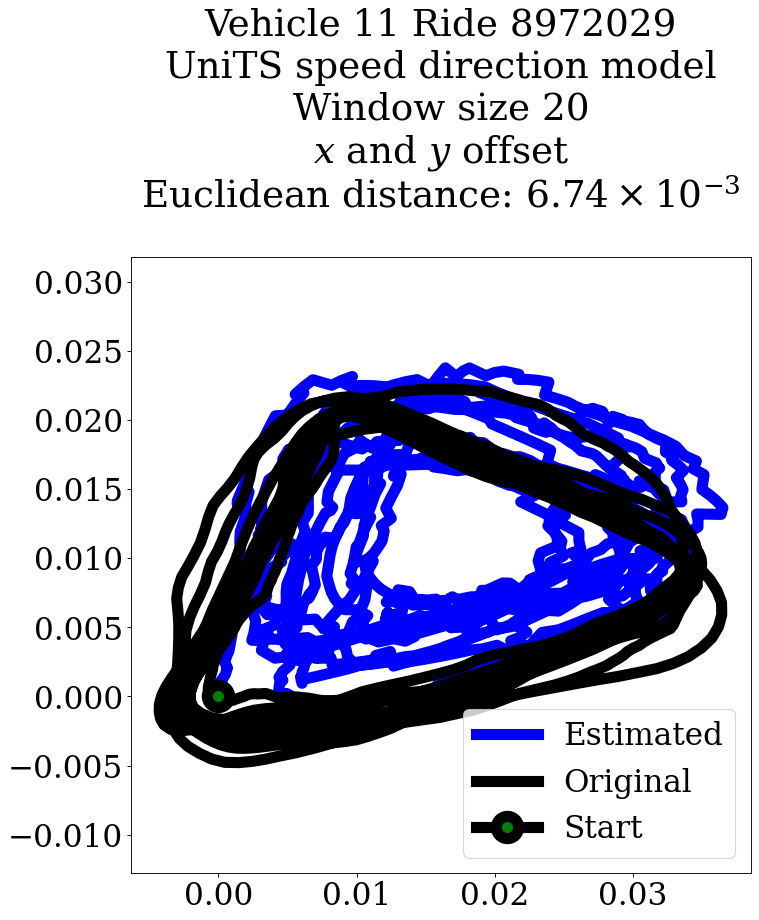 Vehicle 11 Ride 8972029
UniTS speed direction model
Window size 20
x and y offset
Euclidean distance: 6.74 × 10⁻³
0.030
0.025
0.020
0.015
0.010
0.005
0.000
−0.005
−0.010
0.00 0.01 0.02 0.03
Estimated
Original
Start